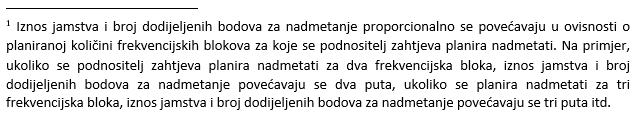 ¹ Iznos jamstva i broj dodijeljenih bodova za nadmetanje proporcionalno se povećavaju u ovisnosti o
planiranoj količini frekvencijskih blokova za koje se podnositelj zahtjeva planira nadmetati. Na primjer,
ukoliko se podnositelj zahtjeva planira nadmetati za dva frekvencijska bloka, iznos jamstva i broj
dodijeljenih bodova za nadmetanje povećavaju se dva puta, ukoliko se planira nadmetati za tri
frekvencijska bloka, iznos jamstva i broj dodijeljenih bodova za nadmetanje povećavaju se tri puta itd.